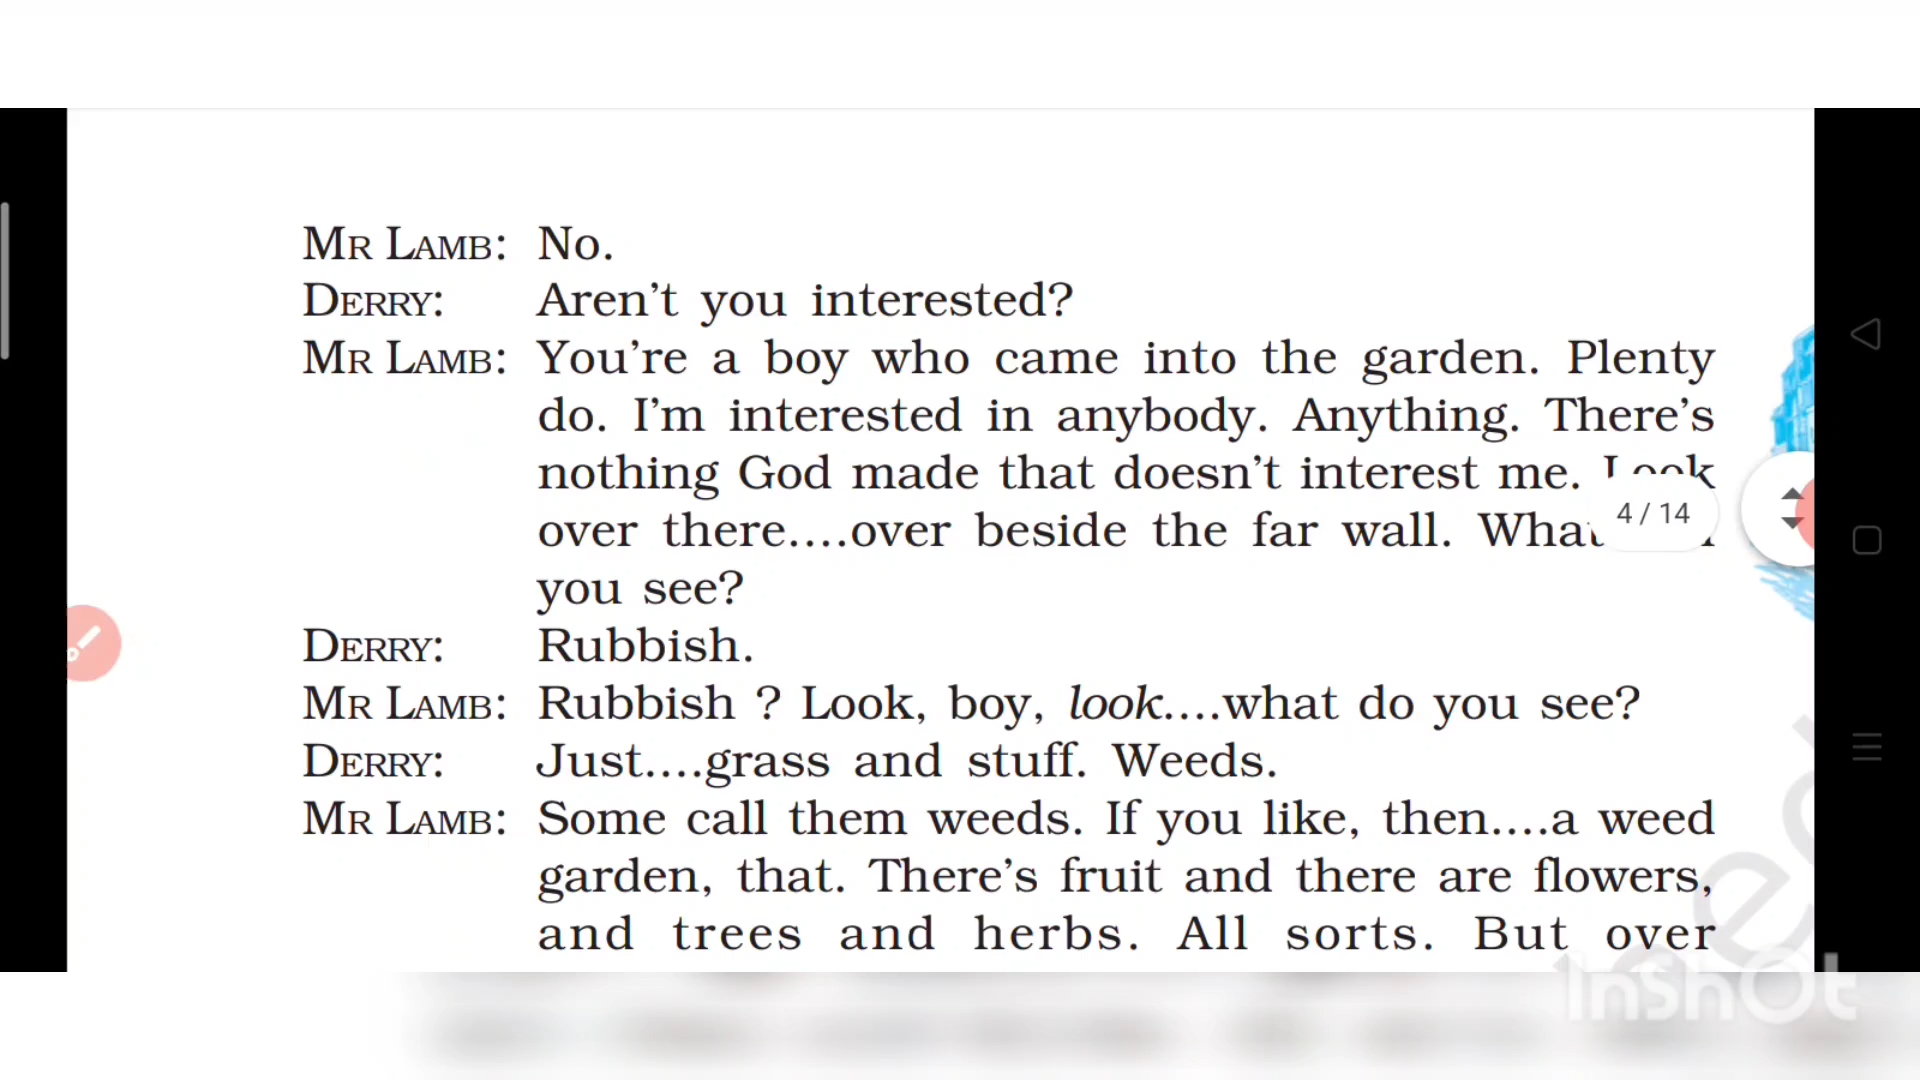 MR LAMB: No.
DERRY: Aren't you interested?
MR LAMB: You're a boy who came into the garden. Plenty
do. I'm interested in anybody. Anything. There's
nothing God made that doesn't interest me. Look
over there....over beside the far wall. What
you see?
DERRY: Rubbish.
MR LAMB: Rubbish ? Look, boy, look....what do you see?
DERRY: Just....grass and stuff. Weeds.
MR LAMB: Some call them weeds. If you like, then....a weed
garden, that. There's fruit and there are flowers,
and trees and herbs. All sorts. But over
4 / 14
InShOt